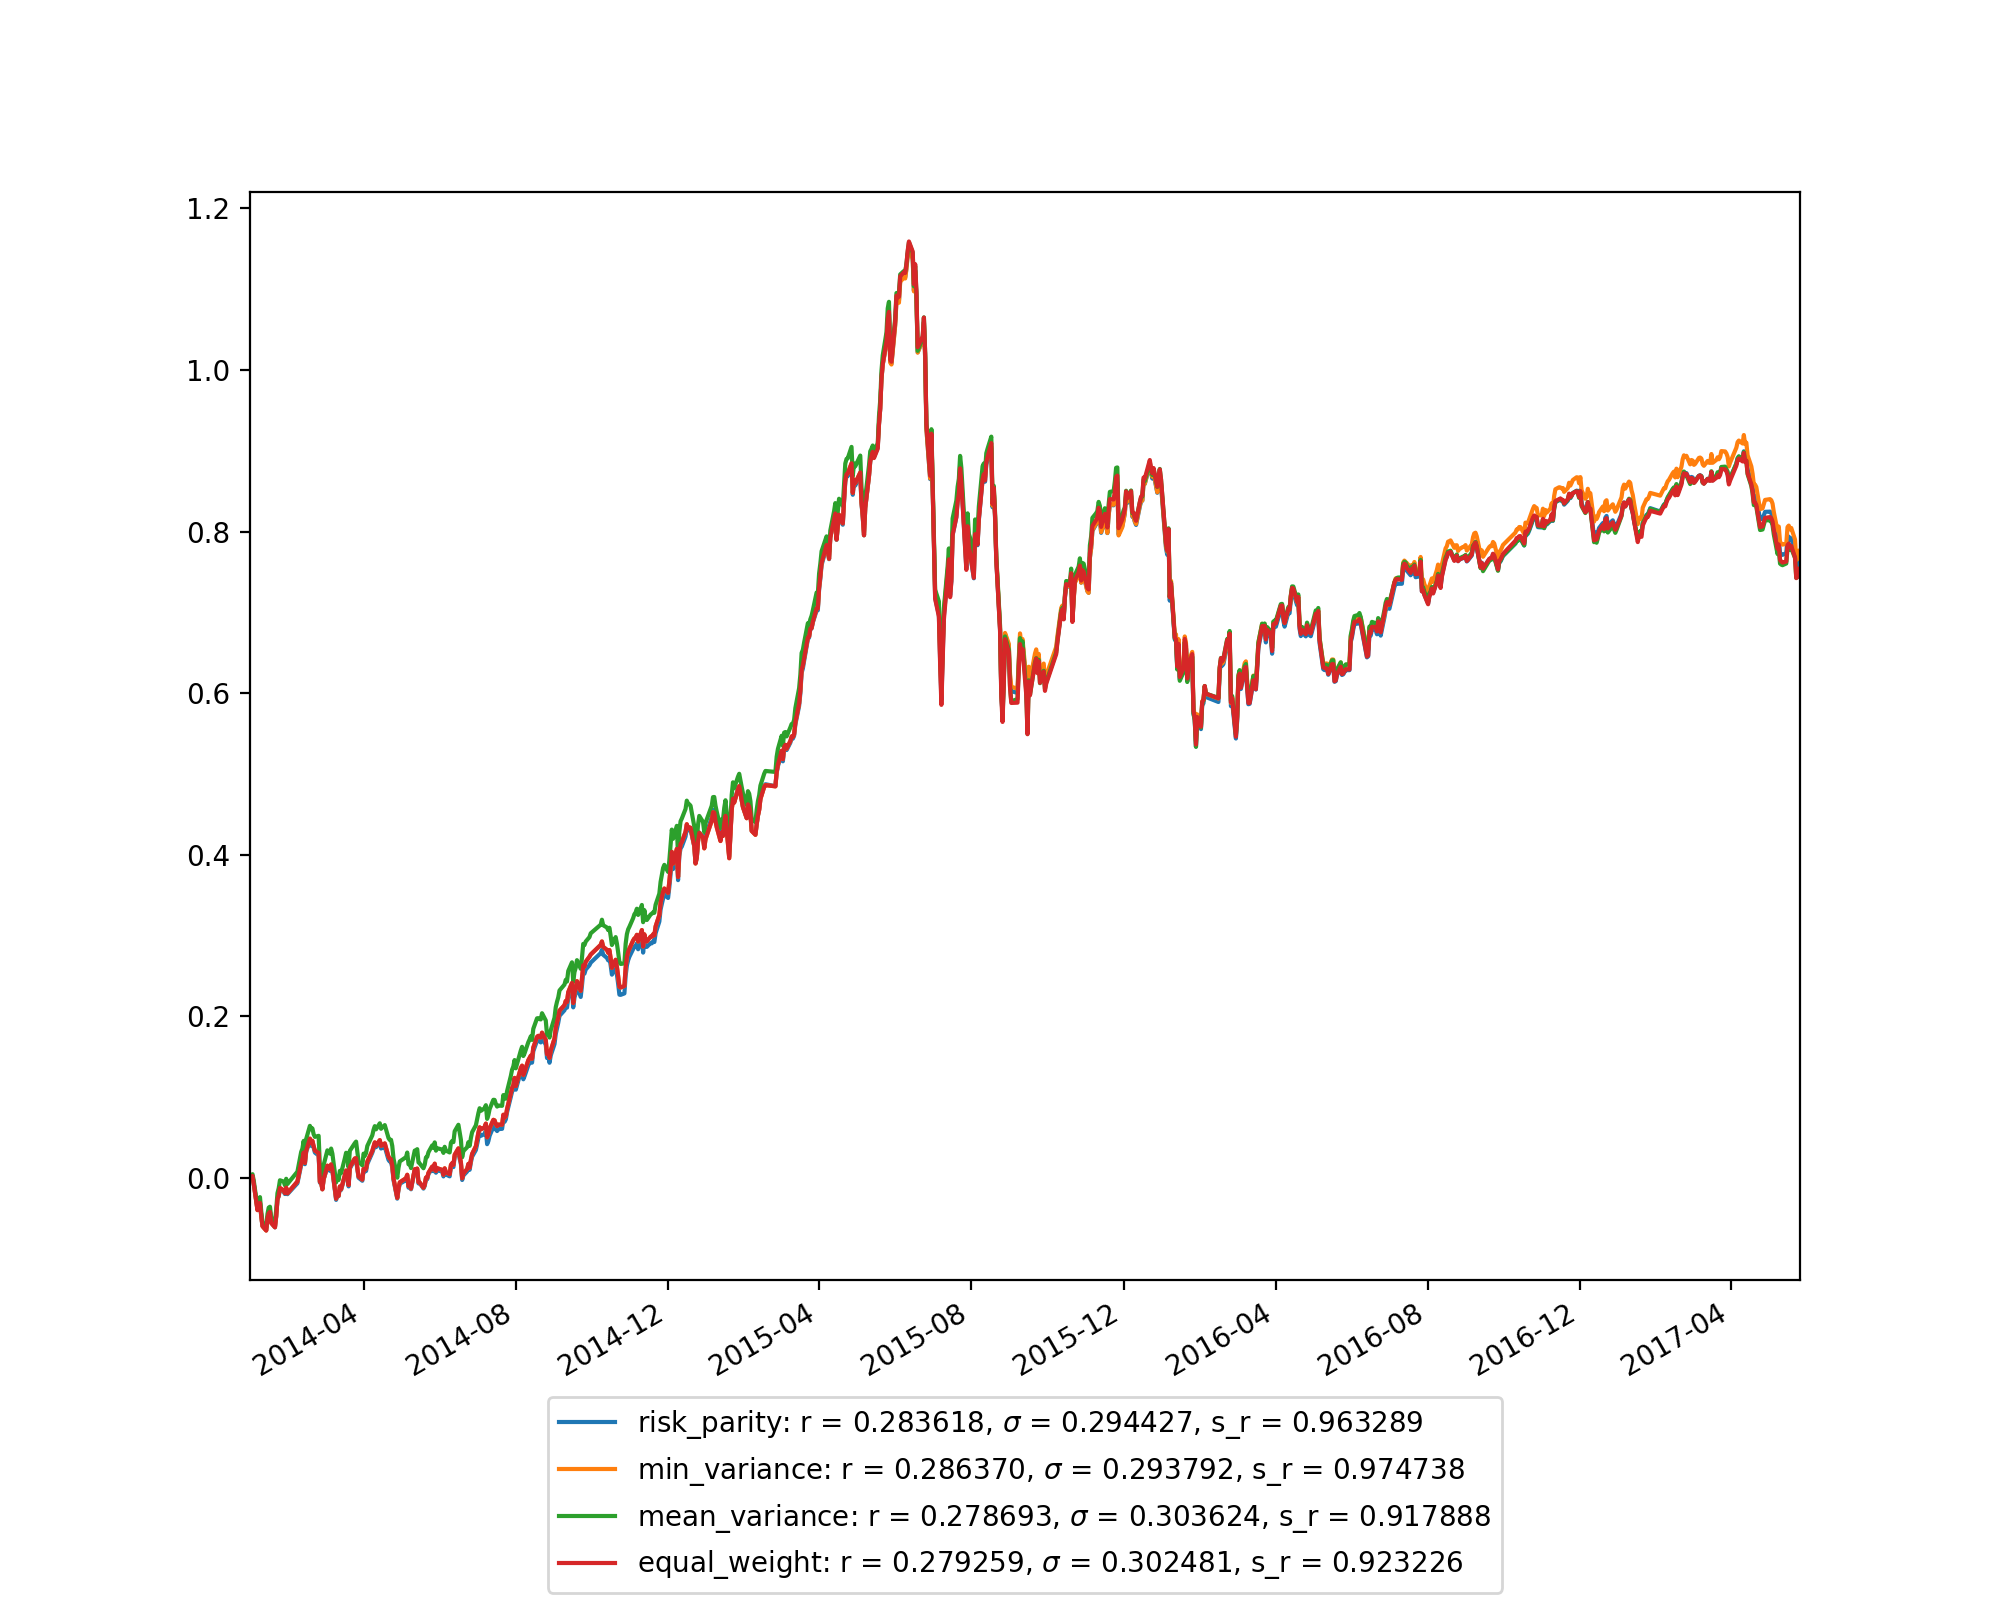 1.2
1.0
0.8
0.6
0.4
0.2
0.0
2014-04 2014-08 2014-12 2015-04 2015-08 2015-12 2016-04 2016-08 2016-12 2017-04
risk_parity: r = 0.283618, σ = 0.294427, s_r = 0.963289
min_variance: r = 0.286370, σ = 0.293792, s_r = 0.974738
mean_variance: r = 0.278693, σ = 0.303624, s_r = 0.917888
equal_weight: r = 0.279259, σ = 0.302481, s_r = 0.923226